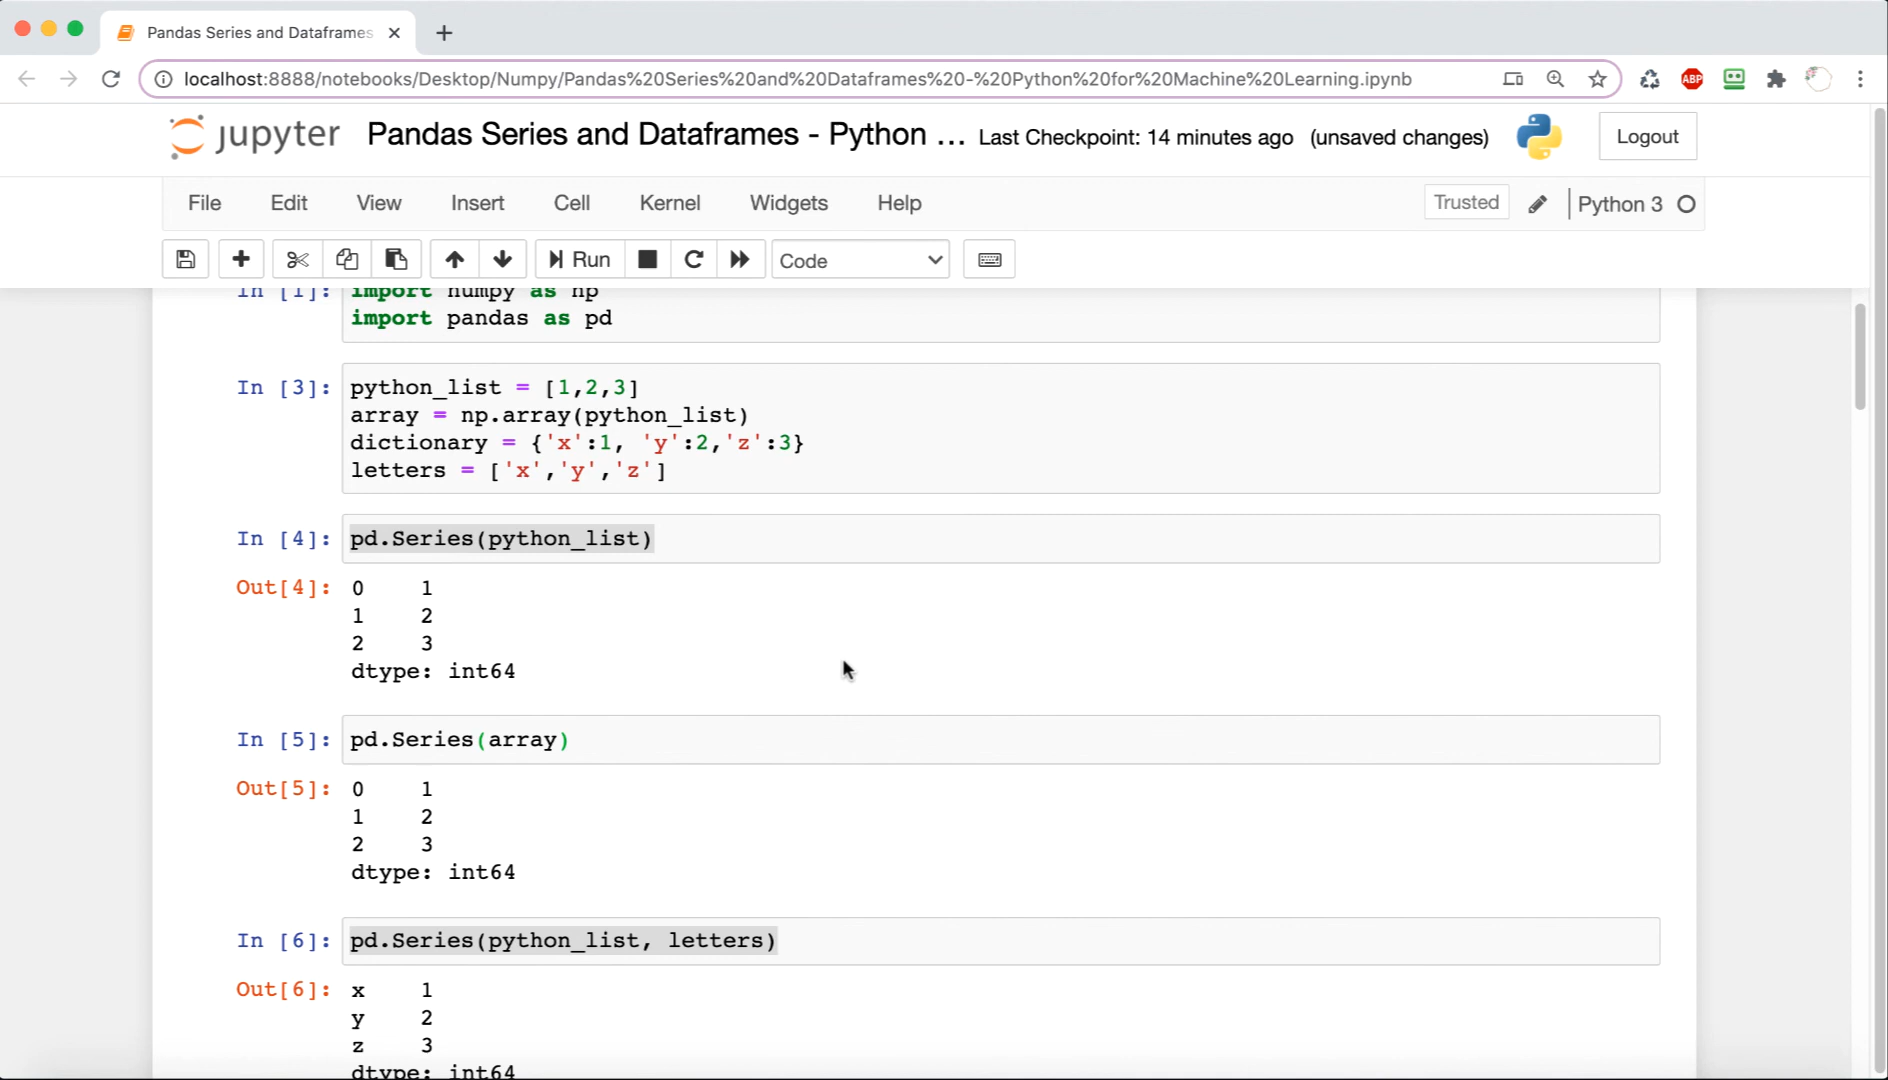 Pandas Series and Dataframes
localhost:8888/notebooks/Desktop/Numpy/Pandas%20Series%20and%20Dataframes%20-%20Python%20for%20Machine%20Learning.ipynb
ABP
jupyter Pandas Series and Dataframes - Python ... Last Checkpoint: 14 minutes ago (unsaved changes) Logout
File Edit View Insert Cell Kernel Widgets Help Trusted Python 3
Run Code
In [1]: import numpy as np
import pandas as pd
In [3]: python_list = [1,2,3]
array = np.array(python_list)
dictionary = {'x':1, 'y':2,'z':3}
letters = ['x','y','z']
In [4]: pd.Series(python_list)
Out[4]: 0 1
1 2
2 3
dtype: int64
In [5]: pd.Series(array)
Out[5]: 0 1
1 2
2 3
dtype: int64
In [6]: pd.Series(python_list, letters)
Out[6]: x 1
y 2
z 3
dtype: int64